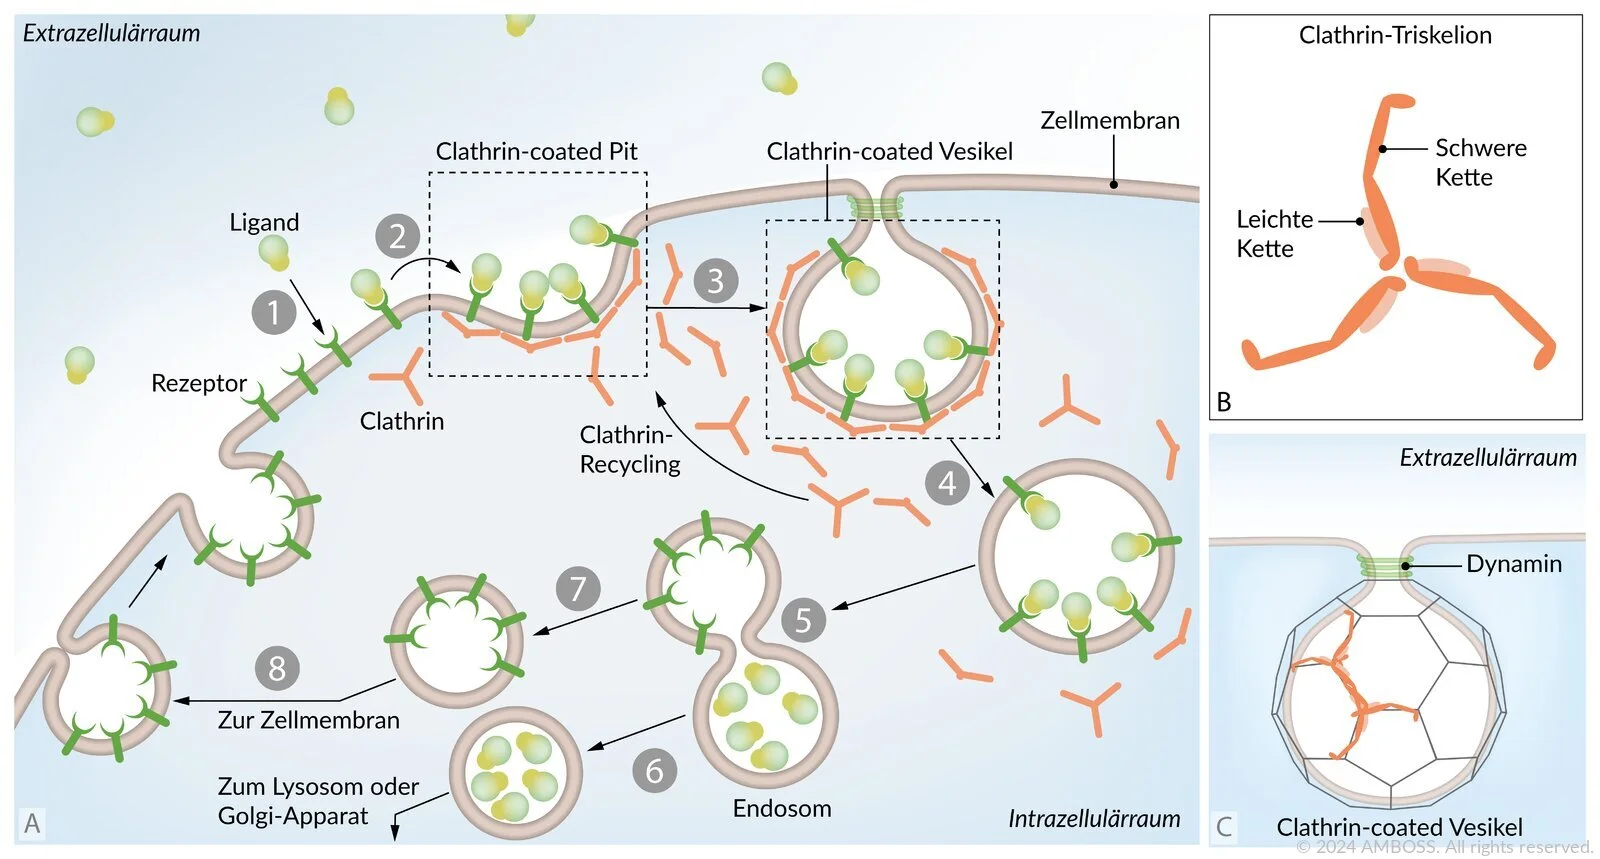 Extrazellulärraum
Clathrin-coated Pit
Clathrin-coated Vesikel
Zellmembran
Ligand
1
2
3
Rezeptor
Clathrin
Clathrin-
Recycling
4
5
7
8
Zur Zellmembran
6
Zum Lysosom oder
Golgi-Apparat
Endosom
Intrazellulärraum
A
Clathrin-Triskelion
Schwere
Kette
Leichte
Kette
B
Extrazellulärraum
Dynamin
C
Clathrin-coated Vesikel
© 2024 AMBOSS. All rights reserved.